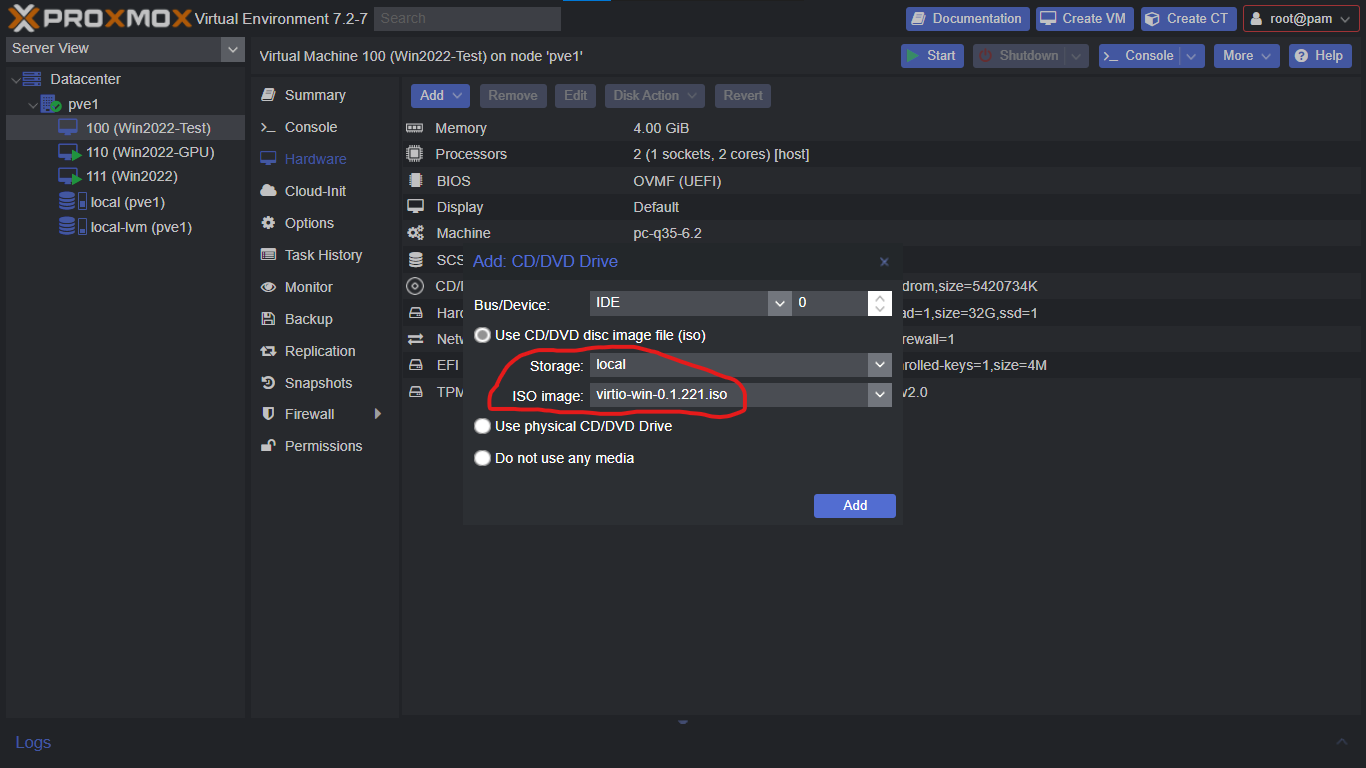 PROXMOX Virtual Environment 7.2-7 Search Documentation Create VM Create CT root@pam
Server View
Datacenter
pve1
100 (Win2022-Test)
110 (Win2022-GPU)
111 (Win2022)
local (pve1)
local-lvm (pve1)
Virtual Machine 100 (Win2022-Test) on node 'pve1' Start Shutdown Console More Help
Summary
Console
Hardware
Cloud-Init
Options
Task History
Monitor
Backup
Replication
Snapshots
Firewall
Permissions
Add Remove Edit Disk Action Revert
Memory 4.00 GiB
Processors 2 (1 sockets, 2 cores) [host]
BIOS OVMF (UEFI)
Display Default
Machine pc-q35-6.2
SCS
CD/ drom,size=5420734K
Hard ad=1,size=32G,ssd=1
Netw irewall=1
EFI nrolled-keys=1,size=4M
TPM v2.0
Add: CD/DVD Drive
Bus/Device: IDE 0
Use CD/DVD disc image file (iso)
Storage: local
ISO image: virtio-win-0.1.221.iso
Use physical CD/DVD Drive
Do not use any media
Add
Logs